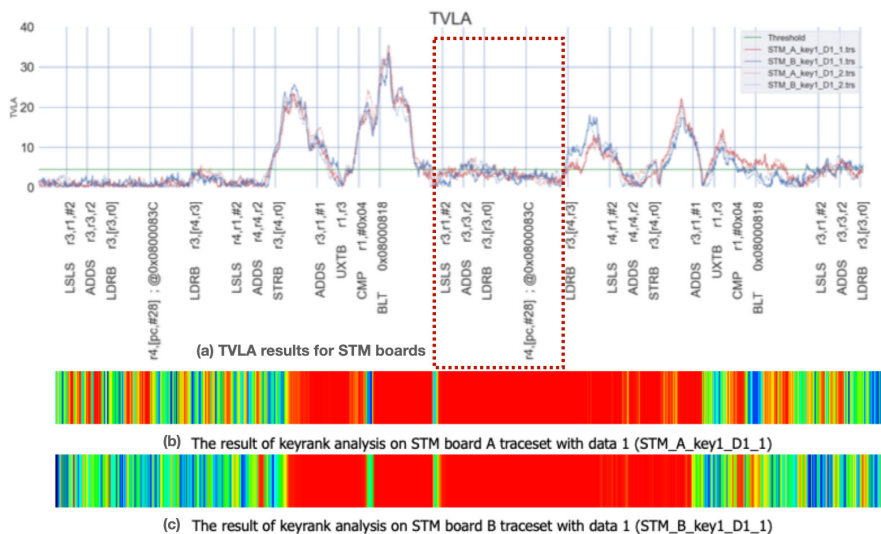 TVLA
40
30
20
10
0
TVLA
Threshold
STM_A_key1_D1_1.trs
STM_B_key1_D1_1.trs
STM_A_key1_D1_2.trs
STM_B_key1_D1_2.trs
LSLS r3,r1,#2
ADDS r3,r3,r2
LDRB r3,[r3,r0]
r4,[pc,#28] ; @0x0800083C
LDRB r3,[r4,r3]
LSLS r4,r1,#2
ADDS r4,r4,r2
STRB r3,[r4,r0]
ADDS r3,r1,#1
UXTB r1,r3
CMP r1,#0x04
BLT 0x08000818
LSLS r3,r1,#2
ADDS r3,r3,r2
LDRB r3,[r3,r0]
r4,[pc,#28] ; @0x0800083C
LDRB r3,[r4,r3]
LSLS r4,r1,#2
ADDS r4,r4,r2
STRB r3,[r4,r0]
ADDS r3,r1,#1
UXTB r1,r3
CMP r1,#0x04
BLT 0x08000818
LSLS r3,r1,#2
ADDS r3,r3,r2
LDRB r3,[r3,r0]
(a) TVLA results for STM boards
(b) The result of keyrank analysis on STM board A traceset with data 1 (STM_A_key1_D1_1)
(c) The result of keyrank analysis on STM board B traceset with data 1 (STM_B_key1_D1_1)